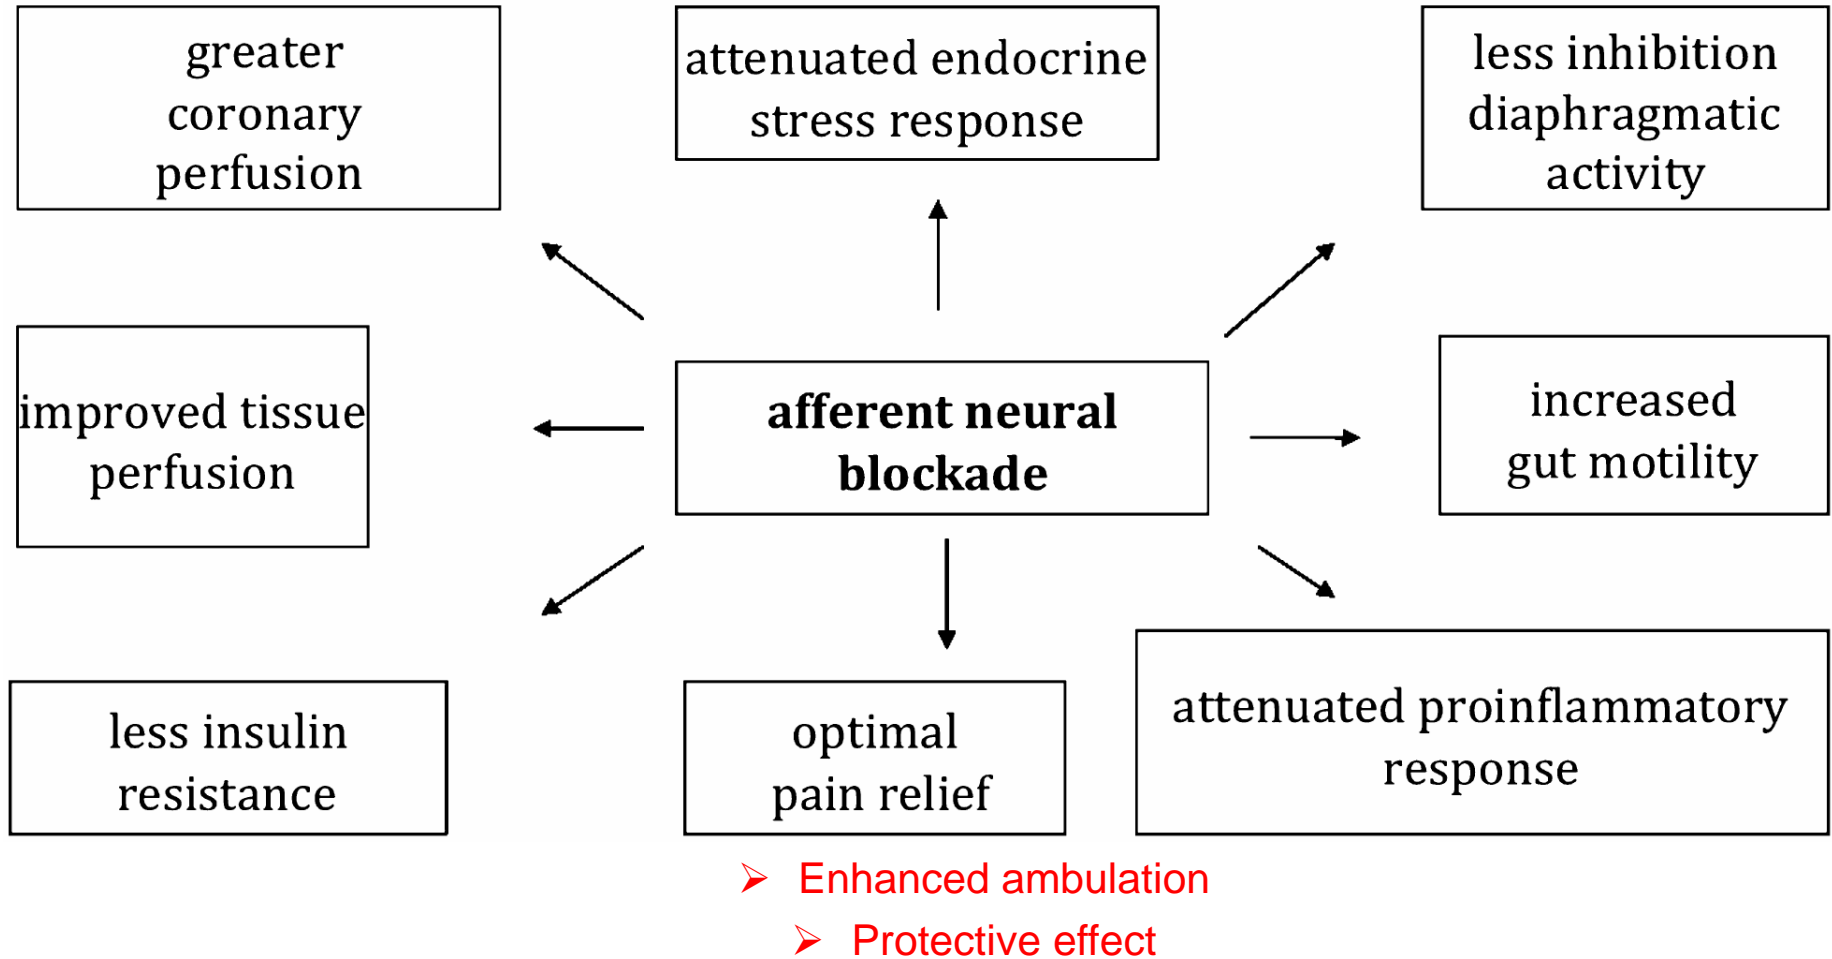 greater
coronary
perfusion
attenuated endocrine
stress response
less inhibition
diaphragmatic
activity
improved tissue
perfusion
afferent neural
blockade
increased
gut motility
less insulin
resistance
optimal
pain relief
attenuated proinflammatory
response
➢ Enhanced ambulation
➢ Protective effect